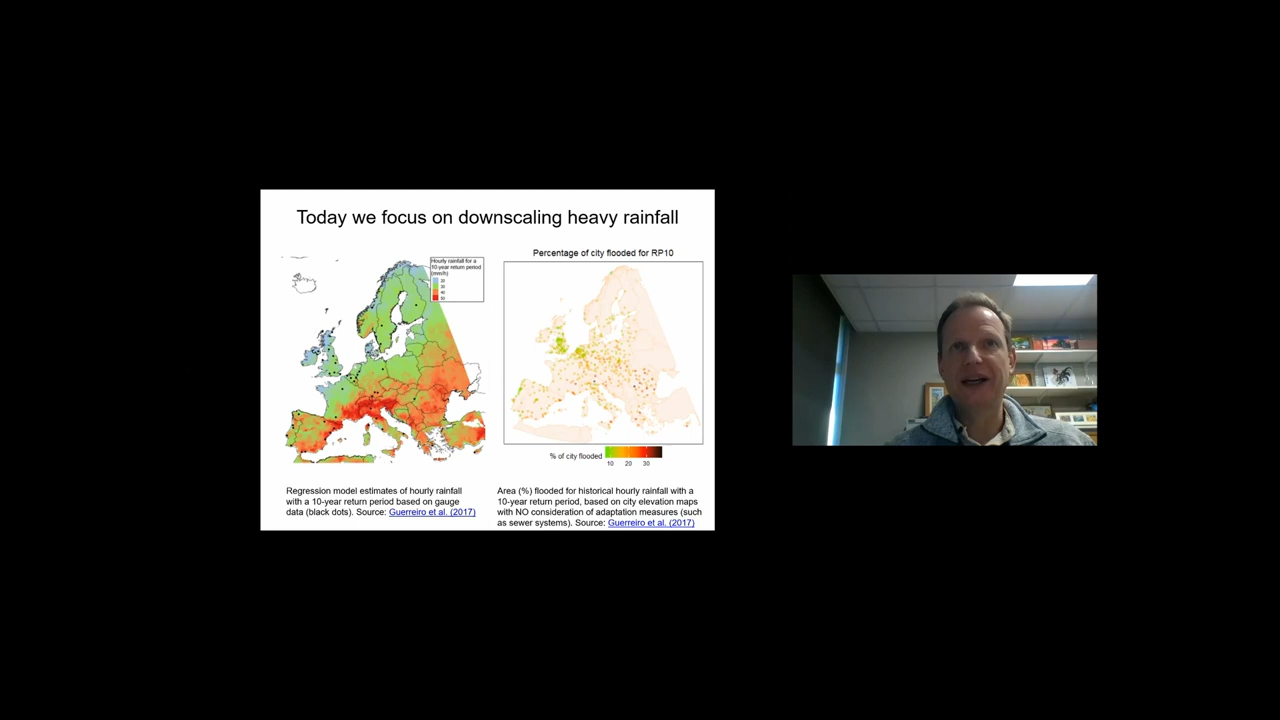 Today we focus on downscaling heavy rainfall
Hourly rainfall for a
10-year return period
(mm/h)
20
30
40
50
Percentage of city flooded for RP10
% of city flooded
10 20 30
Regression model estimates of hourly rainfall
with a 10-year return period based on gauge
data (black dots). Source: Guerreiro et al. (2017)
Area (%) flooded for historical hourly rainfall with a
10-year return period, based on city elevation maps
with NO consideration of adaptation measures (such
as sewer systems). Source: Guerreiro et al. (2017)